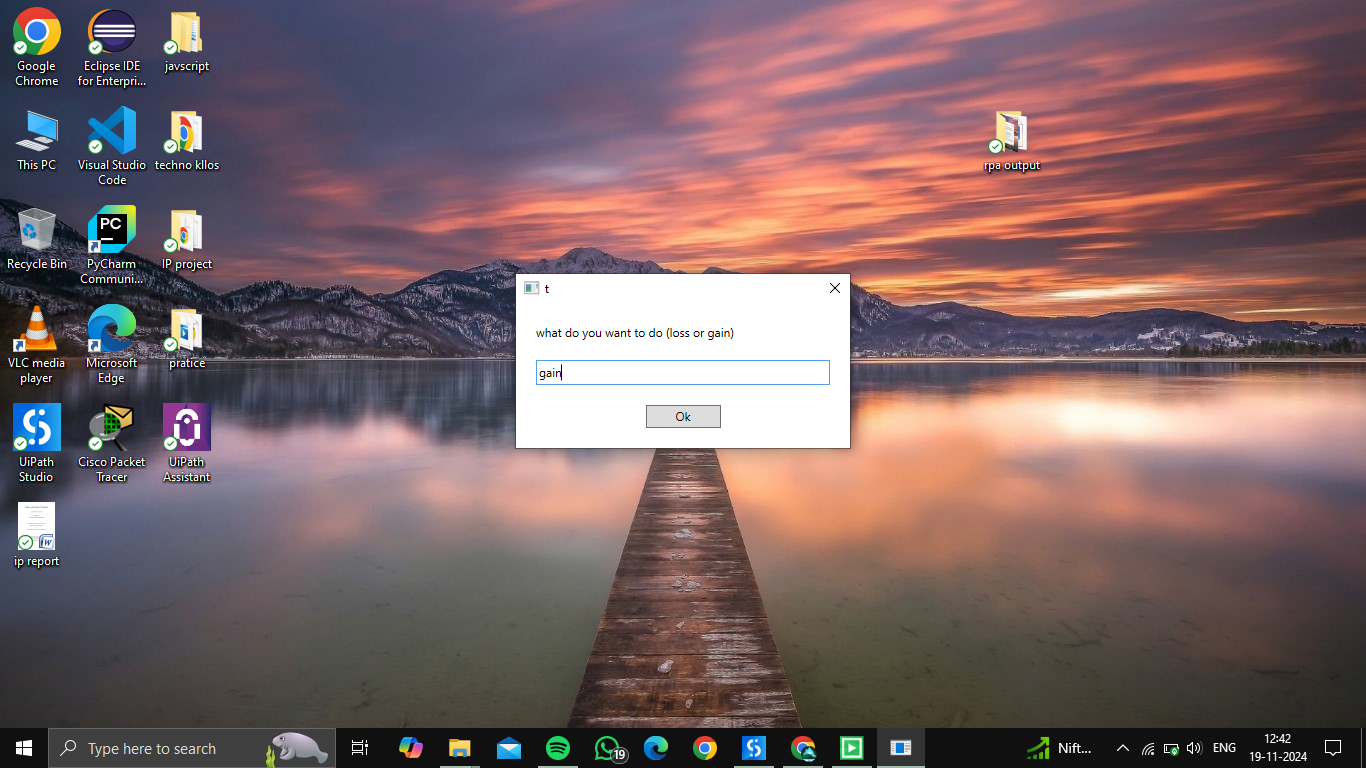 Google
Chrome
Eclipse IDE
for Enterpri...
javscript
This PC
Visual Studio
Code
techno kllos
rpa output
Recycle Bin
PC
PyCharm
Communi...
IP project
t
what do you want to do (loss or gain)
gain
Ok
VLC media
player
Microsoft
Edge
pratice
UiPath
Studio
Cisco Packet
Tracer
UiPath
Assistant
W
ip report
Type here to search
19
Nift...
ENG
12:42
19-11-2024